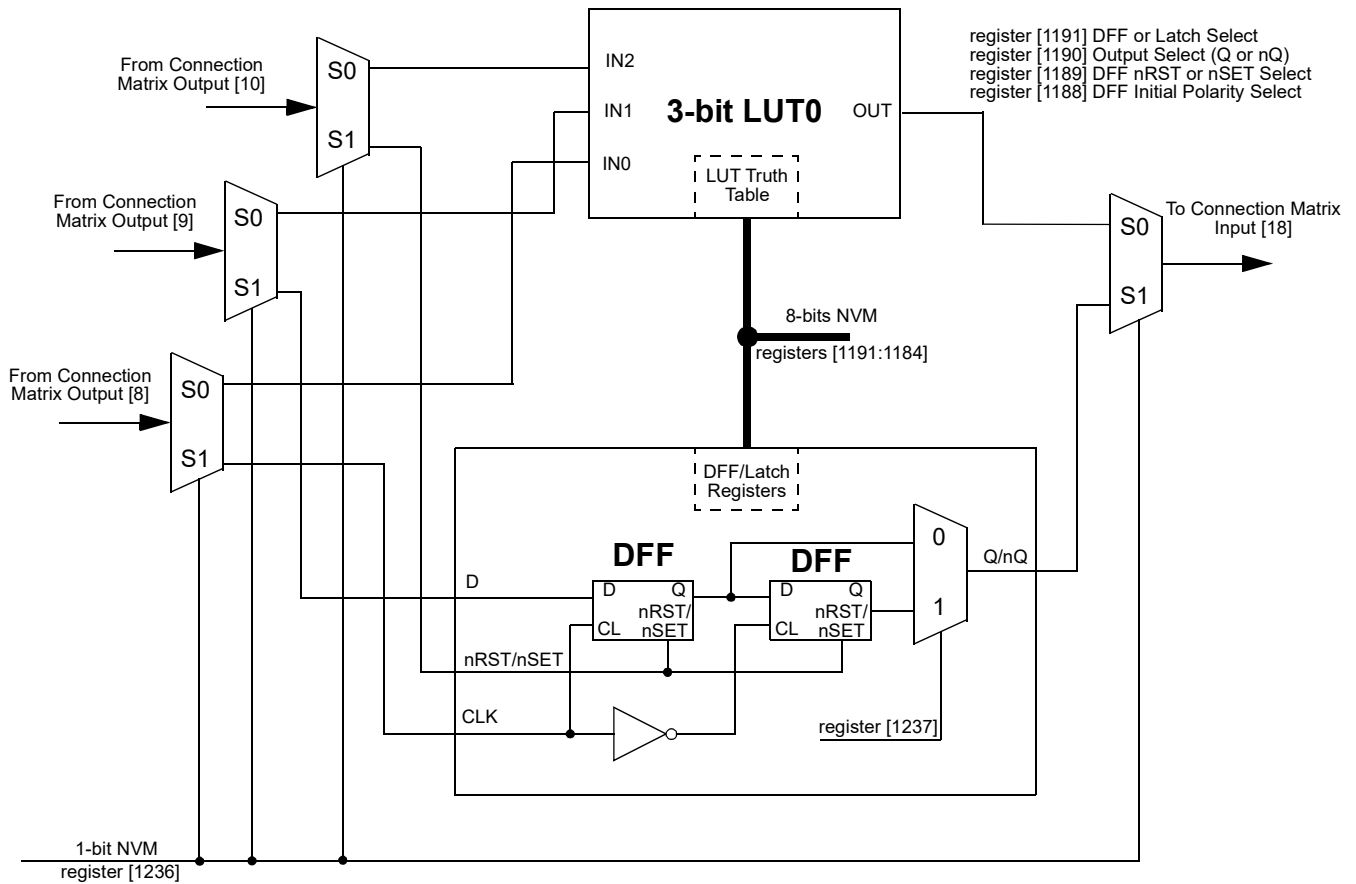 register [1191] DFF or Latch Select
register [1190] Output Select (Q or nQ)
register [1189] DFF nRST or nSET Select
register [1188] DFF Initial Polarity Select
From Connection
Matrix Output [10]
S0
S1
IN2
IN1
IN0
3-bit LUT0
OUT
LUT Truth
Table
From Connection
Matrix Output [9]
S0
S1
To Connection Matrix
Input [18]
S0
S1
8-bits NVM
registers [1191:1184]
From Connection
Matrix Output [8]
S0
S1
DFF/Latch
Registers
DFF
DFF
D
D
Q
nRST/
nSET
CL
D
Q
nRST/
nSET
CL
0
1
Q/nQ
nRST/nSET
CLK
register [1237]
1-bit NVM
register [1236]